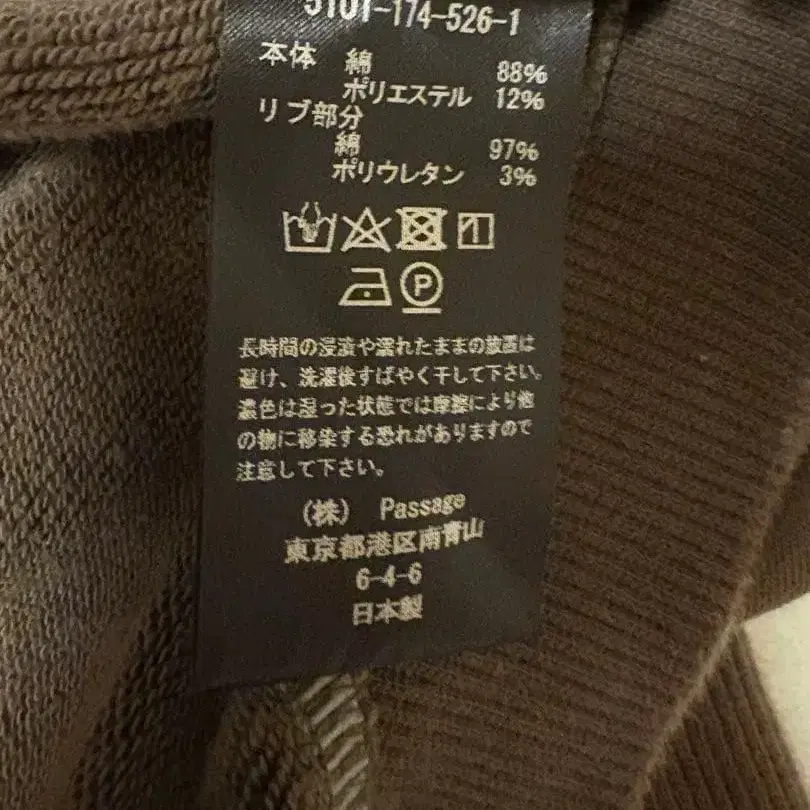 5101-174-526-1
本体 綿 88%
ポリエステル 12%
リブ部分
綿 97%
ポリウレタン 3%
P
長時間の浸漬や濡れたままの放置は
避け、洗濯後すばやく干して下さい。
濃色は湿った状態では摩擦により他
の物に移染する恐れがありますので
注意して下さい。
(株) Passage
東京都港区南青山
6-4-6
日本製